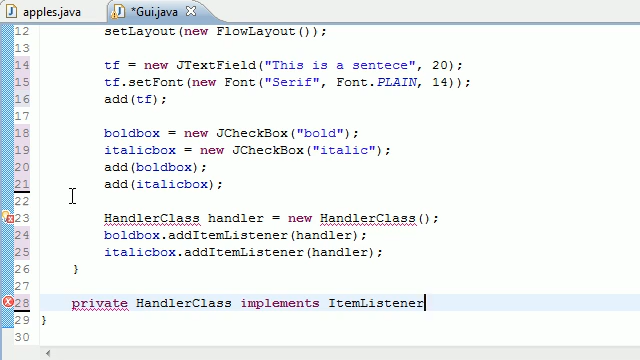 apples.java *Gui.java
12 setLayout(new FlowLayout());
13
14 tf = new JTextField("This is a sentece", 20);
15 tf.setFont(new Font("Serif", Font.PLAIN, 14));
16 add(tf);
17
18 boldbox = new JCheckBox("bold");
19 italicbox = new JCheckBox("italic");
20 add(boldbox);
21 add(italicbox);
22
23 HandlerClass handler = new HandlerClass();
24 boldbox.addItemListener(handler);
25 italicbox.addItemListener(handler);
26 }
27
28 private HandlerClass implements ItemListener
29 }
30